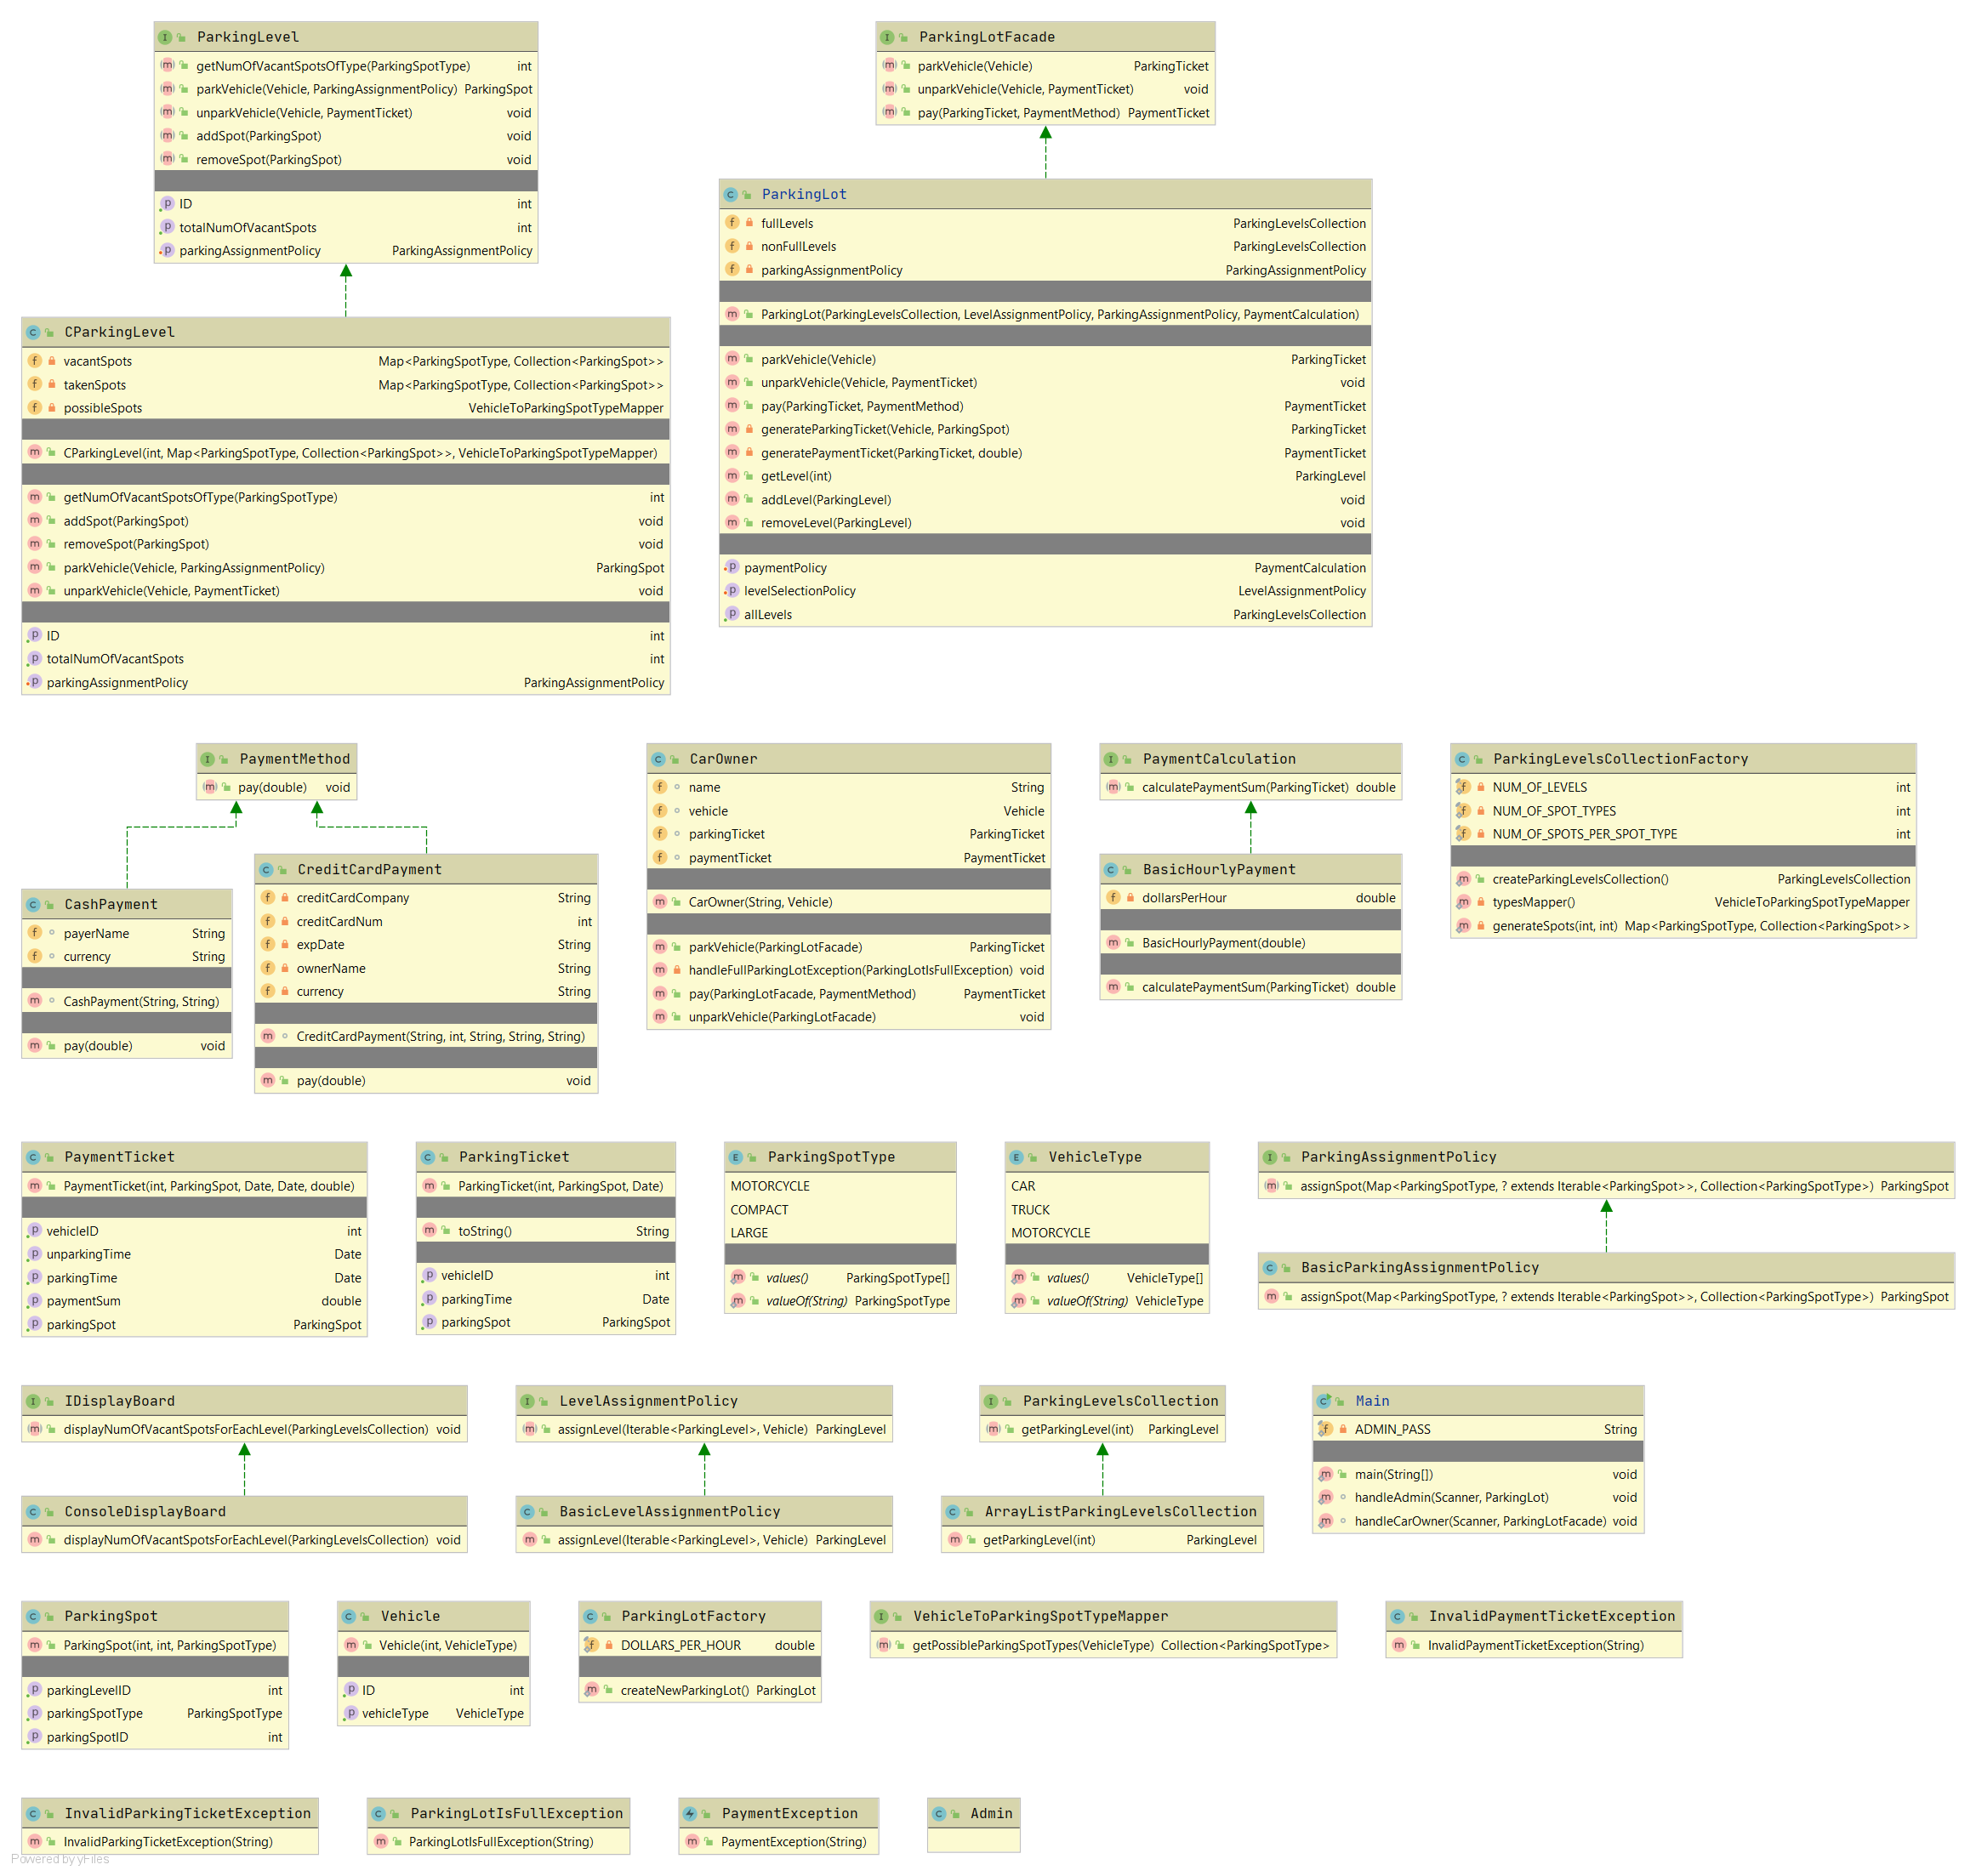 ParkingLevel
getNumOfVacantSpotsOfType(ParkingSpotType) int
parkVehicle(Vehicle, ParkingAssignmentPolicy) ParkingSpot
unparkVehicle(Vehicle, PaymentTicket) void
addSpot(ParkingSpot) void
removeSpot(ParkingSpot) void
ID int
totalNumOfVacantSpots int
parkingAssignmentPolicy ParkingAssignmentPolicy
ParkingLotFacade
parkVehicle(Vehicle) ParkingTicket
unparkVehicle(Vehicle, PaymentTicket) void
pay(ParkingTicket, PaymentMethod) PaymentTicket
ParkingLot
fullLevels ParkingLevelsCollection
nonFullLevels ParkingLevelsCollection
parkingAssignmentPolicy ParkingAssignmentPolicy
ParkingLot(ParkingLevelsCollection, LevelAssignmentPolicy, ParkingAssignmentPolicy, PaymentCalculation)
parkVehicle(Vehicle) ParkingTicket
unparkVehicle(Vehicle, PaymentTicket) void
pay(ParkingTicket, PaymentMethod) PaymentTicket
generateParkingTicket(Vehicle, ParkingSpot) ParkingTicket
generatePaymentTicket(ParkingTicket, double) PaymentTicket
getLevel(int) ParkingLevel
addLevel(ParkingLevel) void
removeLevel(ParkingLevel) void
paymentPolicy PaymentCalculation
levelSelectionPolicy LevelAssignmentPolicy
allLevels ParkingLevelsCollection
CParkingLevel
vacantSpots Map<ParkingSpotType, Collection<ParkingSpot>>
takenSpots Map<ParkingSpotType, Collection<ParkingSpot>>
possibleSpots VehicleToParkingSpotTypeMapper
CParkingLevel(int, Map<ParkingSpotType, Collection<ParkingSpot>>, VehicleToParkingSpotTypeMapper)
getNumOfVacantSpotsOfType(ParkingSpotType) int
addSpot(ParkingSpot) void
removeSpot(ParkingSpot) void
parkVehicle(Vehicle, ParkingAssignmentPolicy) ParkingSpot
unparkVehicle(Vehicle, PaymentTicket) void
ID int
totalNumOfVacantSpots int
parkingAssignmentPolicy ParkingAssignmentPolicy
PaymentMethod
pay(double) void
CashPayment
payerName String
currency String
CashPayment(String, String)
pay(double) void
CreditCardPayment
creditCardCompany String
creditCardNum int
expDate String
ownerName String
currency String
CreditCardPayment(String, int, String, String, String)
pay(double) void
CarOwner
name String
vehicle Vehicle
parkingTicket ParkingTicket
paymentTicket PaymentTicket
CarOwner(String, Vehicle)
parkVehicle(ParkingLotFacade) ParkingTicket
handleFullParkingLotException(ParkingLotIsFullException) void
pay(ParkingLotFacade, PaymentMethod) PaymentTicket
unparkVehicle(ParkingLotFacade) void
PaymentCalculation
calculatePaymentSum(ParkingTicket) double
BasicHourlyPayment
dollarsPerHour double
BasicHourlyPayment(double)
calculatePaymentSum(ParkingTicket) double
ParkingLevelsCollectionFactory
NUM_OF_LEVELS int
NUM_OF_SPOT_TYPES int
NUM_OF_SPOTS_PER_SPOT_TYPE int
createParkingLevelsCollection() ParkingLevelsCollection
typesMapper() VehicleToParkingSpotTypeMapper
generateSpots(int, int) Map<ParkingSpotType, Collection<ParkingSpot>>
PaymentTicket
PaymentTicket(int, ParkingSpot, Date, Date, double)
vehicleID int
unparkingTime Date
parkingTime Date
paymentSum double
parkingSpot ParkingSpot
ParkingTicket
ParkingTicket(int, ParkingSpot, Date)
toString() String
vehicleID int
parkingTime Date
parkingSpot ParkingSpot
ParkingSpotType
MOTORCYCLE
COMPACT
LARGE
values() ParkingSpotType[]
valueOf(String) ParkingSpotType
VehicleType
CAR
TRUCK
MOTORCYCLE
values() VehicleType[]
valueOf(String) VehicleType
ParkingAssignmentPolicy
assignSpot(Map<ParkingSpotType, ? extends Iterable<ParkingSpot>>, Collection<ParkingSpotType>) ParkingSpot
BasicParkingAssignmentPolicy
assignSpot(Map<ParkingSpotType, ? extends Iterable<ParkingSpot>>, Collection<ParkingSpotType>) ParkingSpot
IDisplayBoard
displayNumOfVacantSpotsForEachLevel(ParkingLevelsCollection) void
ConsoleDisplayBoard
displayNumOfVacantSpotsForEachLevel(ParkingLevelsCollection) void
LevelAssignmentPolicy
assignLevel(Iterable<ParkingLevel>, Vehicle) ParkingLevel
BasicLevelAssignmentPolicy
assignLevel(Iterable<ParkingLevel>, Vehicle) ParkingLevel
ParkingLevelsCollection
getParkingLevel(int) ParkingLevel
ArrayListParkingLevelsCollection
getParkingLevel(int) ParkingLevel
Main
ADMIN_PASS String
main(String[]) void
handleAdmin(Scanner, ParkingLot) void
handleCarOwner(Scanner, ParkingLotFacade) void
ParkingSpot
ParkingSpot(int, int, ParkingSpotType)
parkingLevelID int
parkingSpotType ParkingSpotType
parkingSpotID int
Vehicle
Vehicle(int, VehicleType)
ID int
vehicleType VehicleType
ParkingLotFactory
DOLLARS_PER_HOUR double
createNewParkingLot() ParkingLot
VehicleToParkingSpotTypeMapper
getPossibleParkingSpotTypes(VehicleType) Collection<ParkingSpotType>
InvalidPaymentTicketException
InvalidPaymentTicketException(String)
InvalidParkingTicketException
InvalidParkingTicketException(String)
ParkingLotIsFullException
ParkingLotIsFullException(String)
PaymentException
PaymentException(String)
Admin
Powered by yFiles